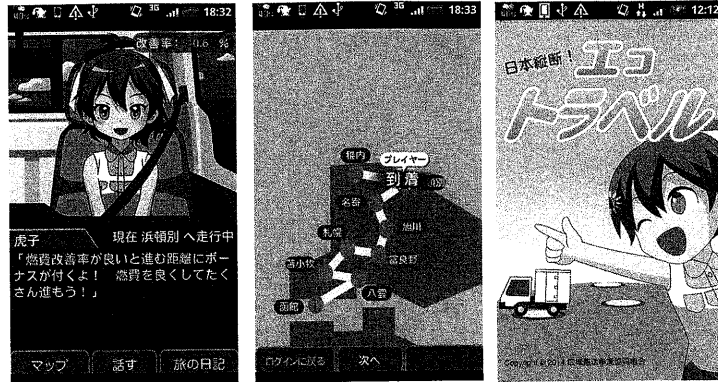 3G
18:32
改善率: 0.6 %
虎子
現在 浜頓別 へ走行中
「燃費改善率が良いと進む距離にボー
ナスが付くよ! 燃費を良くしてたく
さん進もう!」
マップ
話す
旅の日記
3G
18:33
稚内
プレイヤー
到着
名寄
旭川
札幌
富良野
苫小牧
八雲
函館
ログインに戻る
次へ
H
12:12
日本縦断!
エコ
トラベル